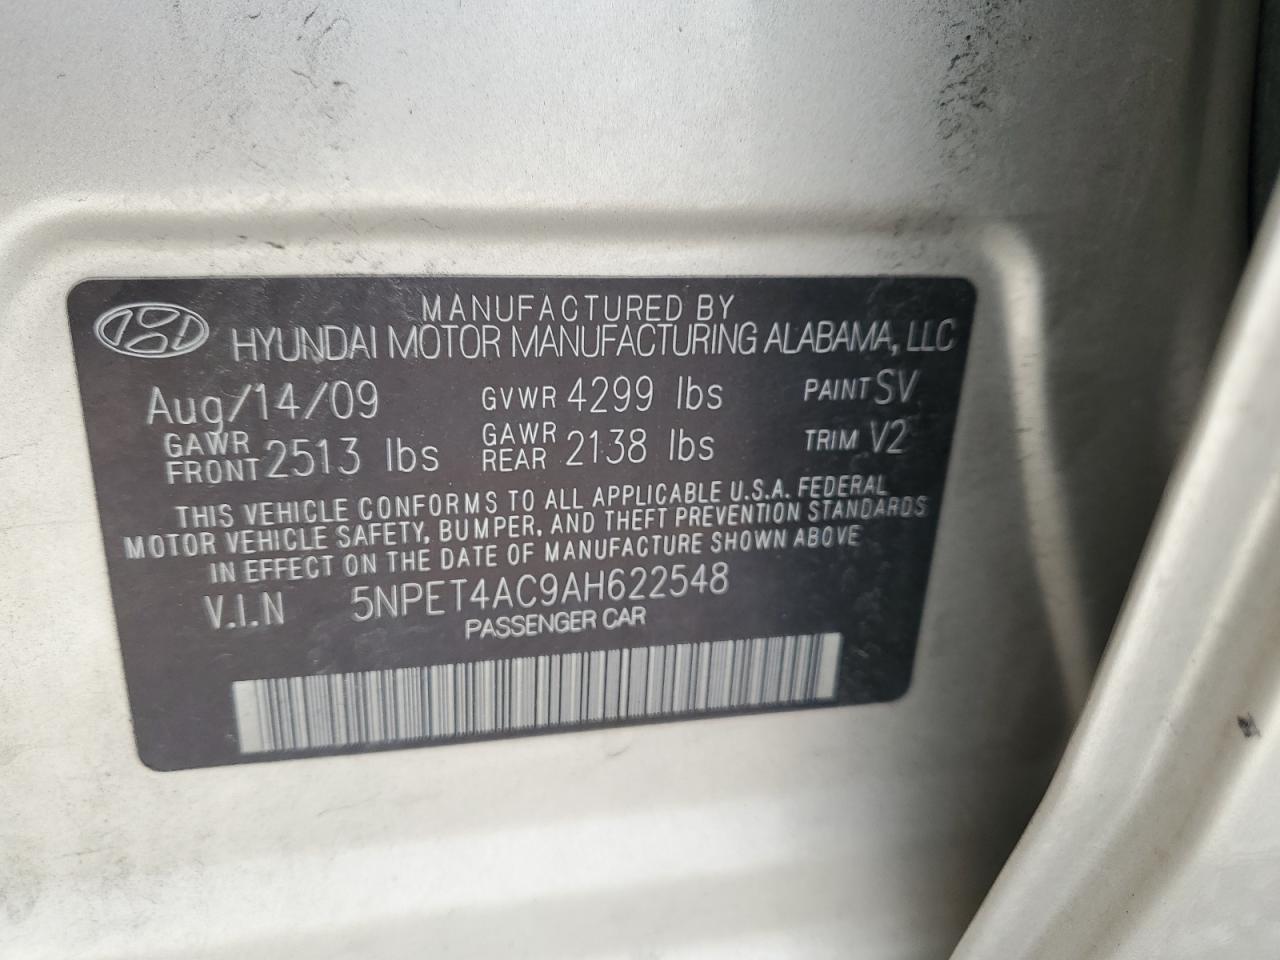 MANUFACTURED BY
HYUNDAI MOTOR MANUFACTURING ALABAMA, LLC
Aug/14/09 GVWR 4299 lbs PAINT SV
GAWR FRONT 2513 lbs GAWR REAR 2138 lbs TRIM V2
THIS VEHICLE CONFORMS TO ALL APPLICABLE U.S.A. FEDERAL
MOTOR VEHICLE SAFETY, BUMPER, AND THEFT PREVENTION STANDARDS
IN EFFECT ON THE DATE OF MANUFACTURE SHOWN ABOVE
V.I.N 5NPET4AC9AH622548
PASSENGER CAR